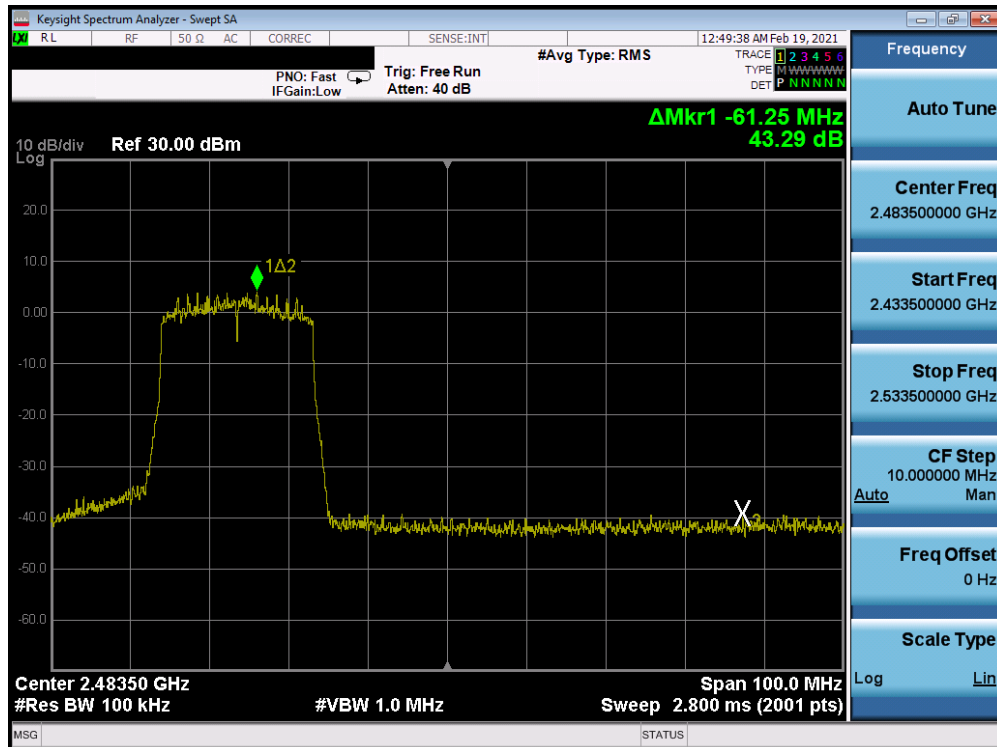 Keysight Spectrum Analyzer - Swept SA
LXI RL RF 50 Ω AC CORREC SENSE:INT 12:49:38 AM Feb 19, 2021
PNO: Fast
IFGain:Low
Trig: Free Run
Atten: 40 dB
#Avg Type: RMS
TRACE 1 2 3 4 5 6
TYPE M W W W W W
DET P N N N N N
ΔMkr1 -61.25 MHz
43.29 dB
10 dB/div
Log
Ref 30.00 dBm
20.0
10.0
0.00
-10.0
-20.0
-30.0
-40.0
-50.0
-60.0
1Δ2
X
Center 2.48350 GHz
Span 100.0 MHz
#Res BW 100 kHz
#VBW 1.0 MHz
Sweep 2.800 ms (2001 pts)
MSG
STATUS
Frequency
Auto Tune
Center Freq
2.483500000 GHz
Start Freq
2.433500000 GHz
Stop Freq
2.533500000 GHz
CF Step
10.000000 MHz
Auto Man
Freq Offset
0 Hz
Scale Type
Log Lin